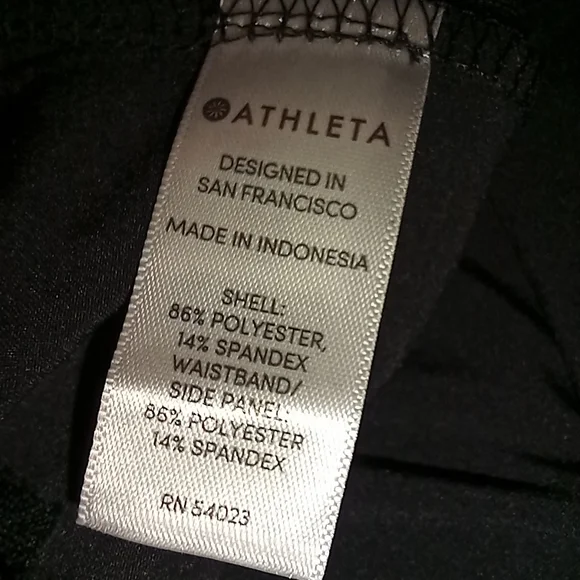 ATHLETA
DESIGNED IN
SAN FRANCISCO
MADE IN INDONESIA
SHELL:
86% POLYESTER,
14% SPANDEX
WAISTBAND/
SIDE PANEL:
86% POLYESTER
14% SPANDEX
RN 54023